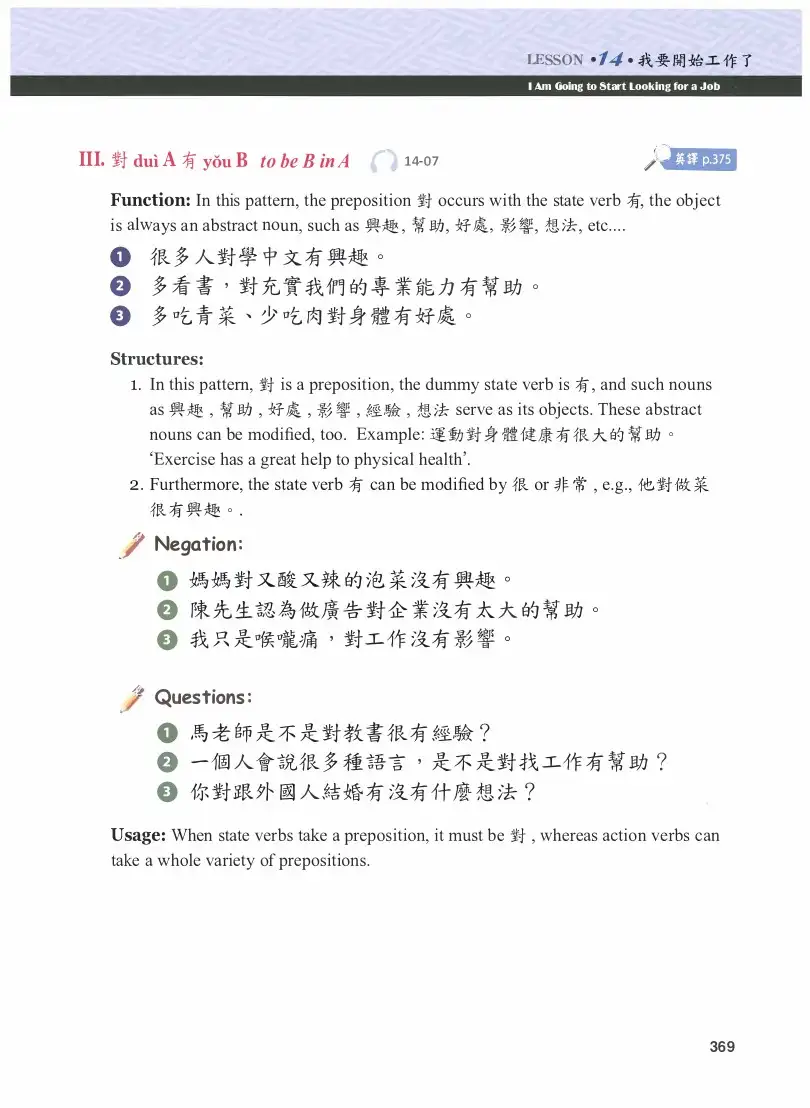 LESSON •14• 我要開始工作了
I Am Going to Start Looking for a Job
III. 對 duì A 有 yǒu B to be B in A 14-07 英譯 p.375
Function: In this pattern, the preposition 對 occurs with the state verb 有, the object
is always an abstract noun, such as 興趣, 幫助, 好處, 影響, 想法, etc....
1 很多人對學中文有興趣。
2 多看書，對充實我們的專業能力有幫助。
3 多吃青菜、少吃肉對身體有好處。
Structures:
1. In this pattern, 對 is a preposition, the dummy state verb is 有, and such nouns
as 興趣 , 幫助 , 好處 , 影響 , 經驗 , 想法 serve as its objects. These abstract
nouns can be modified, too. Example: 運動對身體健康有很大的幫助。
‘Exercise has a great help to physical health’.
2. Furthermore, the state verb 有 can be modified by 很 or 非常 , e.g., 他對做菜
很有興趣。.
Negation:
1 媽媽對又酸又辣的泡菜沒有興趣。
2 陳先生認為做廣告對企業沒有太大的幫助。
3 我只是喉嚨痛，對工作沒有影響。
Questions:
1 馬老師是不是對教書很有經驗？
2 一個人會說很多種語言，是不是對找工作有幫助？
3 你對跟外國人結婚有沒有什麼想法？
Usage: When state verbs take a preposition, it must be 對 , whereas action verbs can
take a whole variety of prepositions.
369